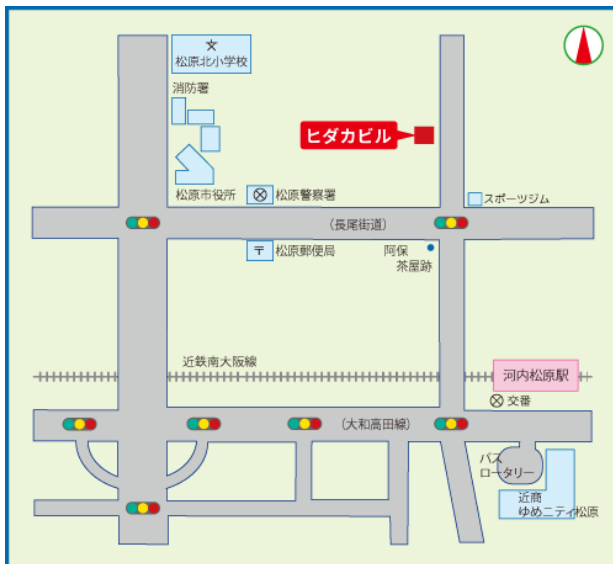 文
松原北小学校
消防署
ヒダカビル
松原市役所
松原警察署
スポーツジム
(長尾街道)
〒
松原郵便局
阿保
茶屋跡
近鉄南大阪線
河内松原駅
交番
(大和高田線)
バス
ロータリー
近商
ゆめニティ松原